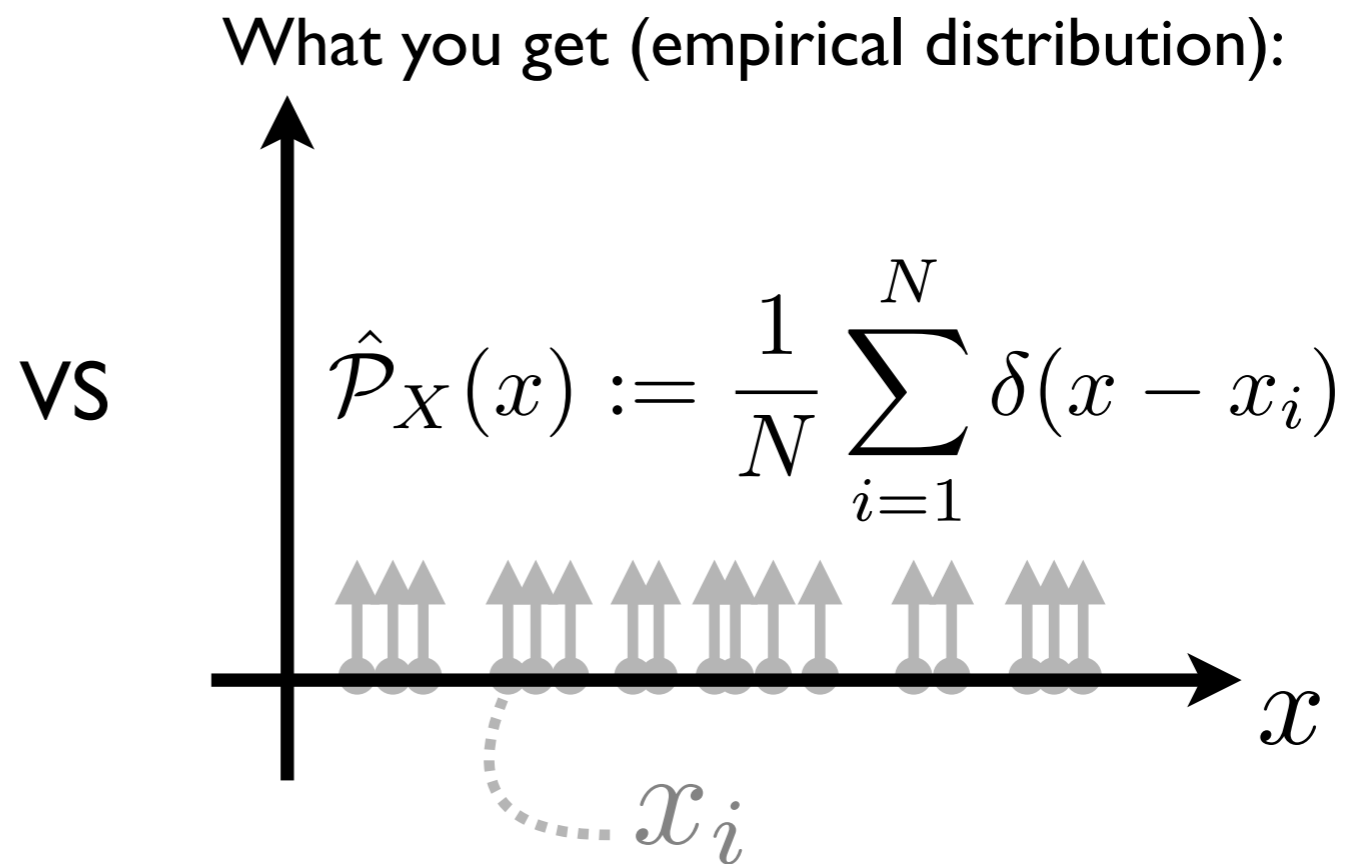 What you get (empirical distribution):
vs
$\hat{\mathcal{P}}_X(x) := \frac{1}{N} \sum_{i=1}^{N} \delta(x - x_i)$
$x$
$x_i$